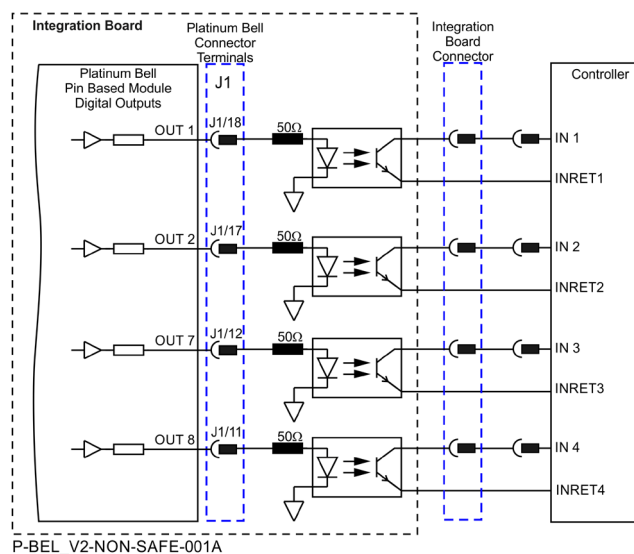 Integration Board
Platinum Bell
Connector
Terminals
Integration
Board
Connector
Platinum Bell
Pin Based Module
Digital Outputs
J1
Controller
OUT 1
J1/18
50Ω
IN 1
INRET1
OUT 2
J1/17
50Ω
IN 2
INRET2
OUT 7
J1/12
50Ω
IN 3
INRET3
OUT 8
J1/11
50Ω
IN 4
INRET4
P-BEL_V2-NON-SAFE-001A